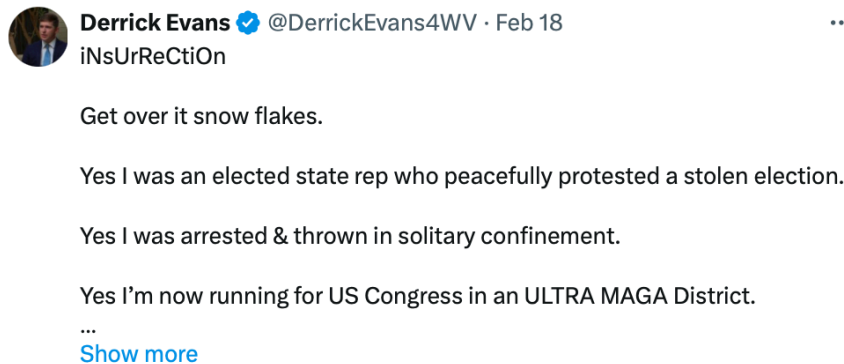 Derrick Evans @DerrickEvans4WV · Feb 18
iNsUrReCtiOn
Get over it snow flakes.
Yes I was an elected state rep who peacefully protested a stolen election.
Yes I was arrested & thrown in solitary confinement.
Yes I’m now running for US Congress in an ULTRA MAGA District.
...
Show more